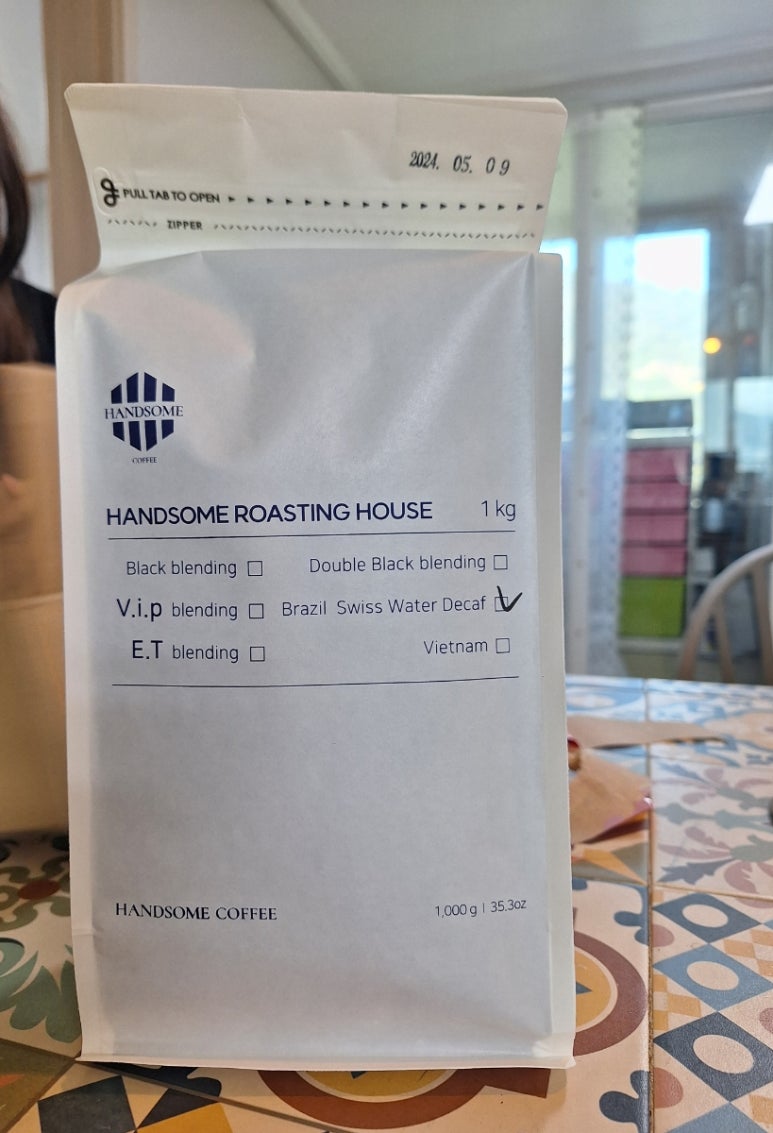 2024. 05. 09
PULL TAB TO OPEN
ZIPPER
HANDSOME
COFFEE
HANDSOME ROASTING HOUSE 1 kg
Black blending □ Double Black blending □
V.i.p blending □ Brazil Swiss Water Decaf ☑
E.T blending □ Vietnam □
HANDSOME COFFEE 1,000 g | 35.3oz